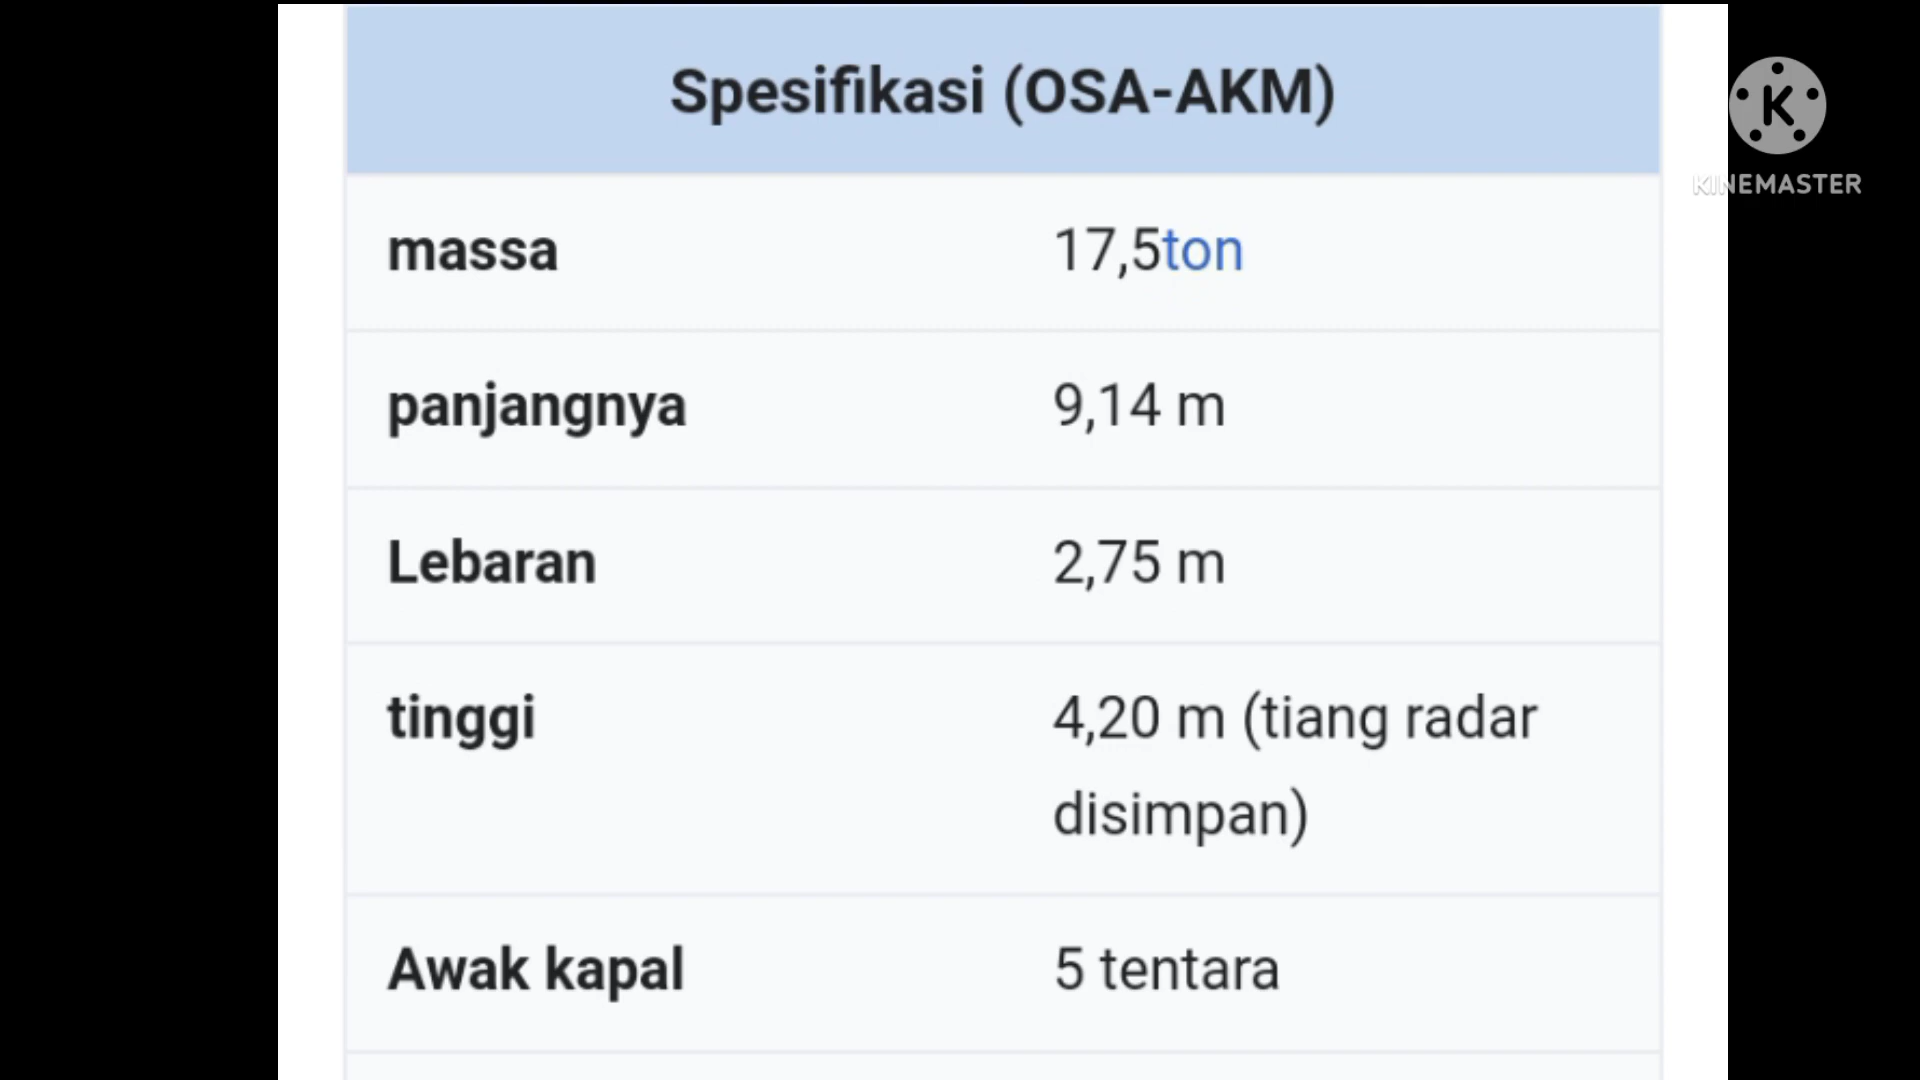 Spesifikasi (OSA-AKM)
K
KINEMASTER
massa 17,5ton
panjangnya 9,14 m
Lebaran 2,75 m
tinggi 4,20 m (tiang radar
disimpan)
Awak kapal 5 tentara